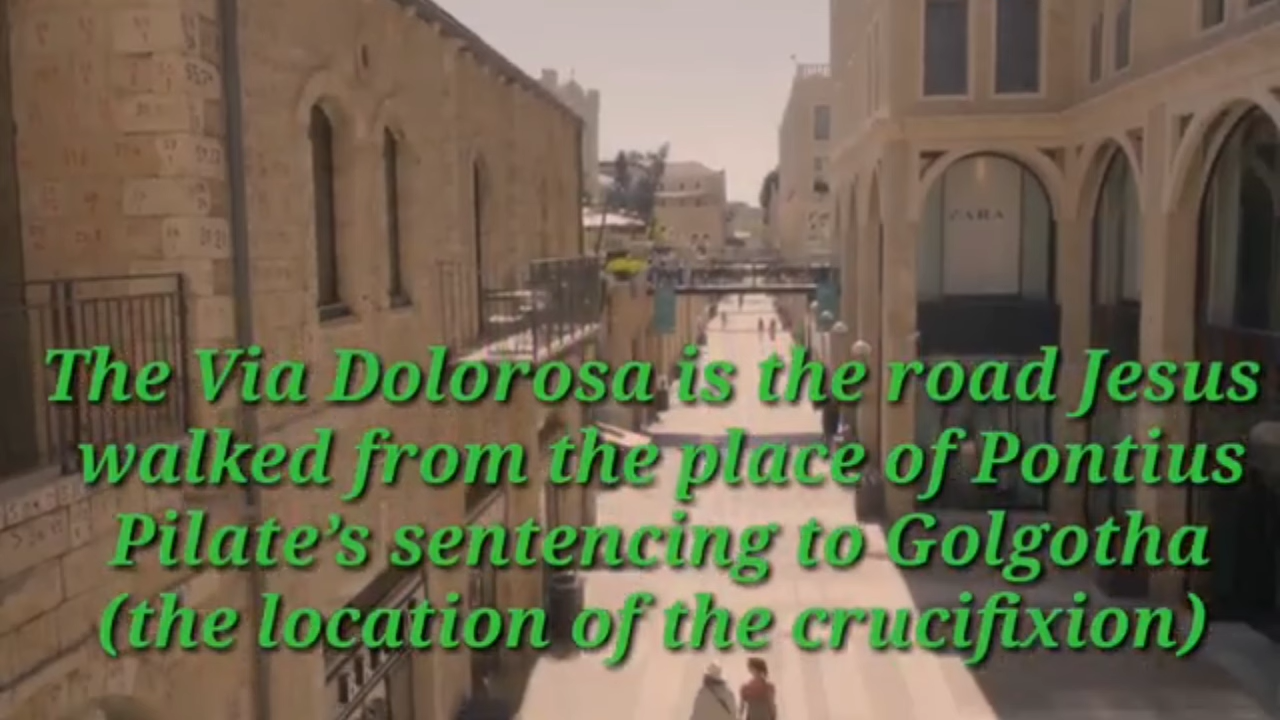 ZARA
The Via Dolorosa is the road Jesus
walked from the place of Pontius
Pilate’s sentencing to Golgotha
(the location of the crucifixion)